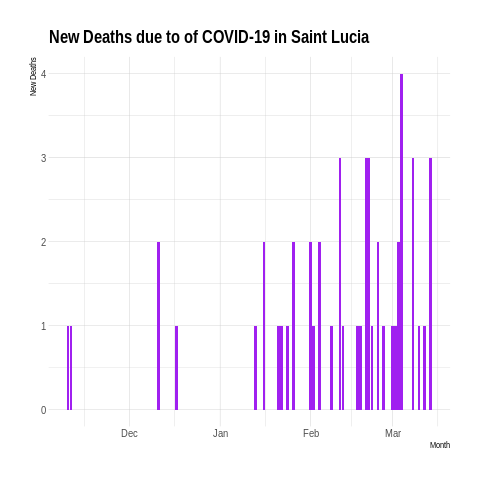 New Deaths due to of COVID-19 in Saint Lucia
New Deaths
4
3
2
1
0
Dec Jan Feb Mar
Month